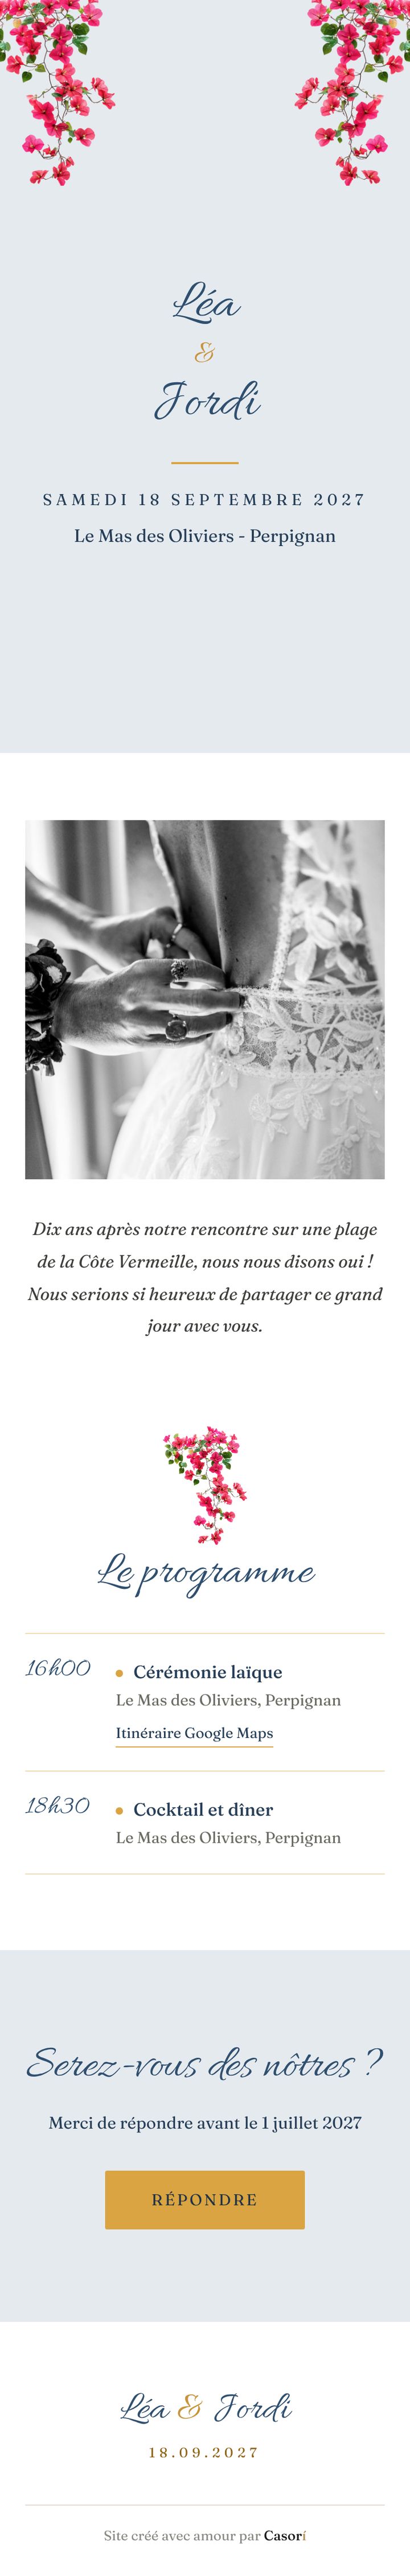 Léa
&
Jordi
SAMEDI 18 SEPTEMBRE 2027
Le Mas des Oliviers - Perpignan
Dix ans après notre rencontre sur une plage
de la Côte Vermeille, nous nous disons oui !
Nous serions si heureux de partager ce grand
jour avec vous.
Le programme
16h00
Cérémonie laïque
Le Mas des Oliviers, Perpignan
Itinéraire Google Maps
18h30
Cocktail et dîner
Le Mas des Oliviers, Perpignan
Serez-vous des nôtres ?
Merci de répondre avant le 1 juillet 2027
RÉPONDRE
Léa & Jordi
18.09.2027
Site créé avec amour par Casorí